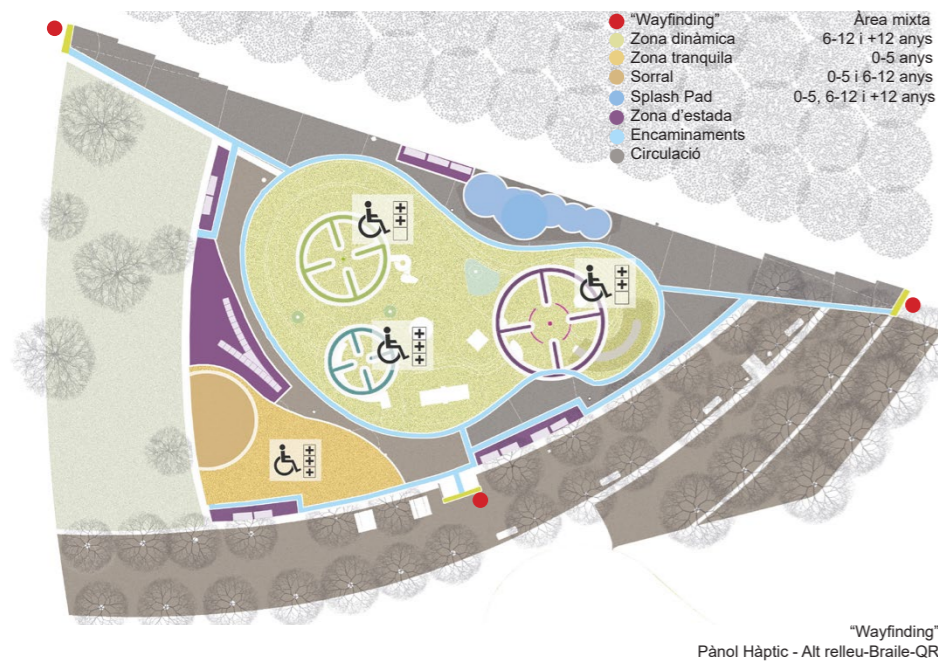 “Wayfinding” Àrea mixta
Zona dinàmica 6-12 i +12 anys
Zona tranquila 0-5 anys
Sorral 0-5 i 6-12 anys
Splash Pad 0-5, 6-12 i +12 anys
Zona d'estada
Encaminaments
Circulació
“Wayfinding”
Pànol Hàptic - Alt relleu-Braile-QR